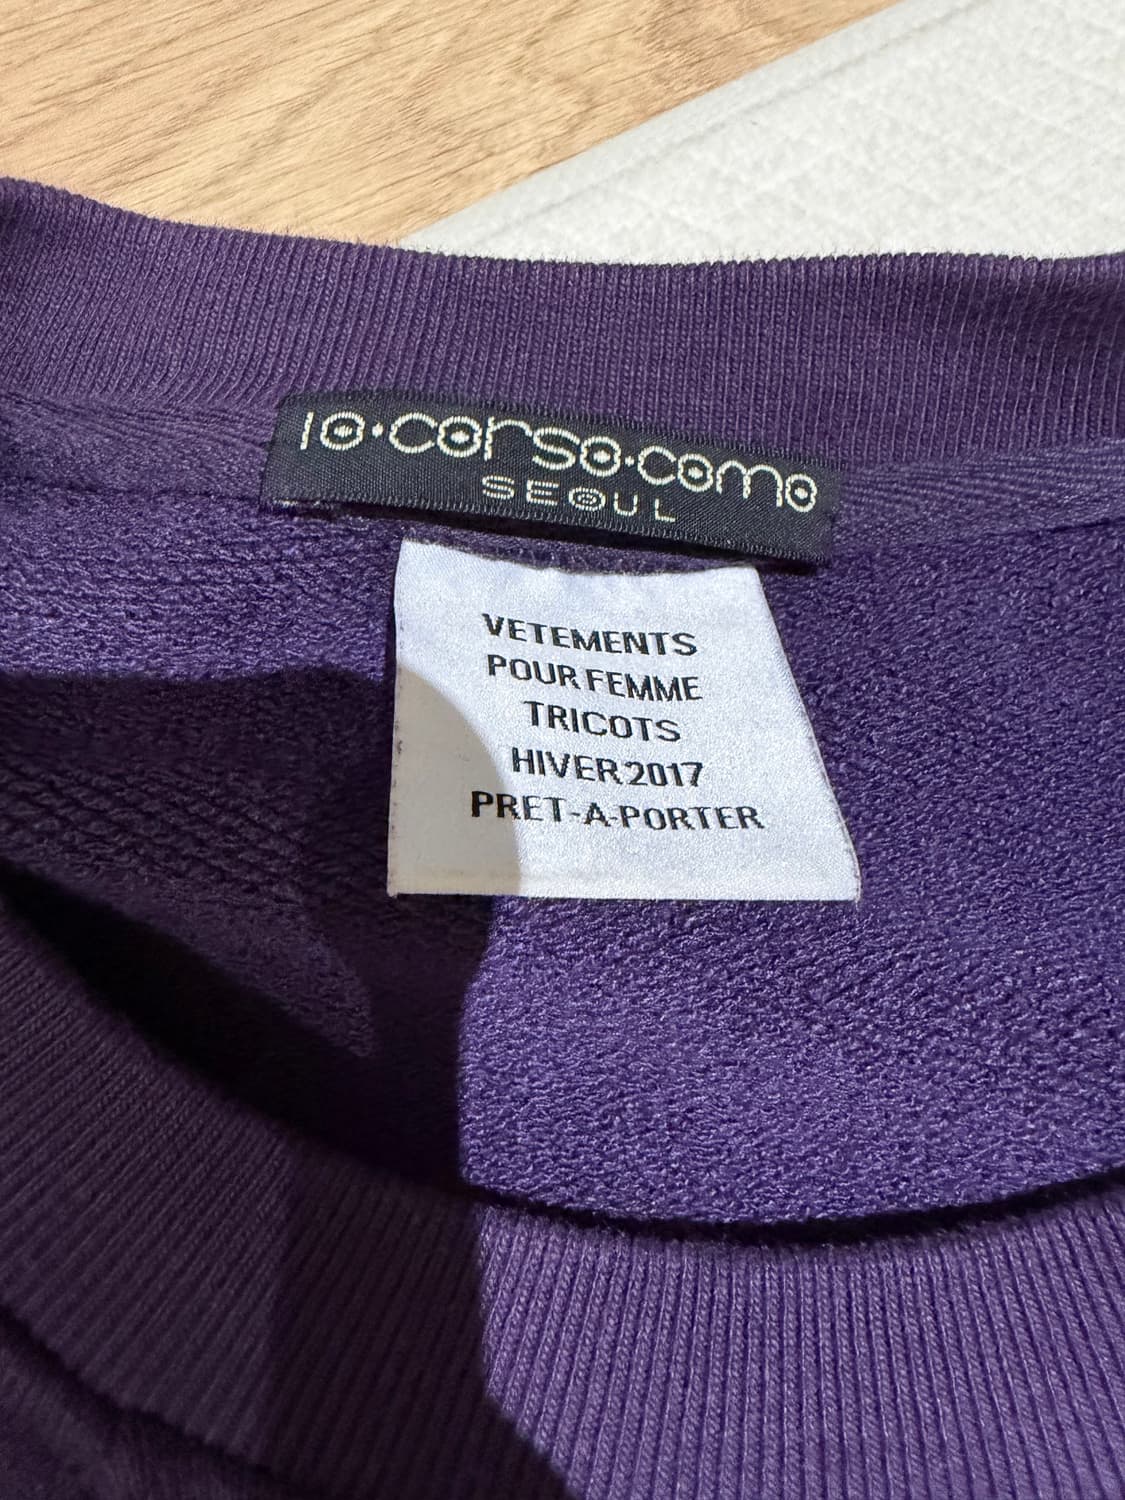 10·corso·como
SEOUL
VETEMENTS
POUR FEMME
TRICOTS
HIVER 2017
PRET-A-PORTER